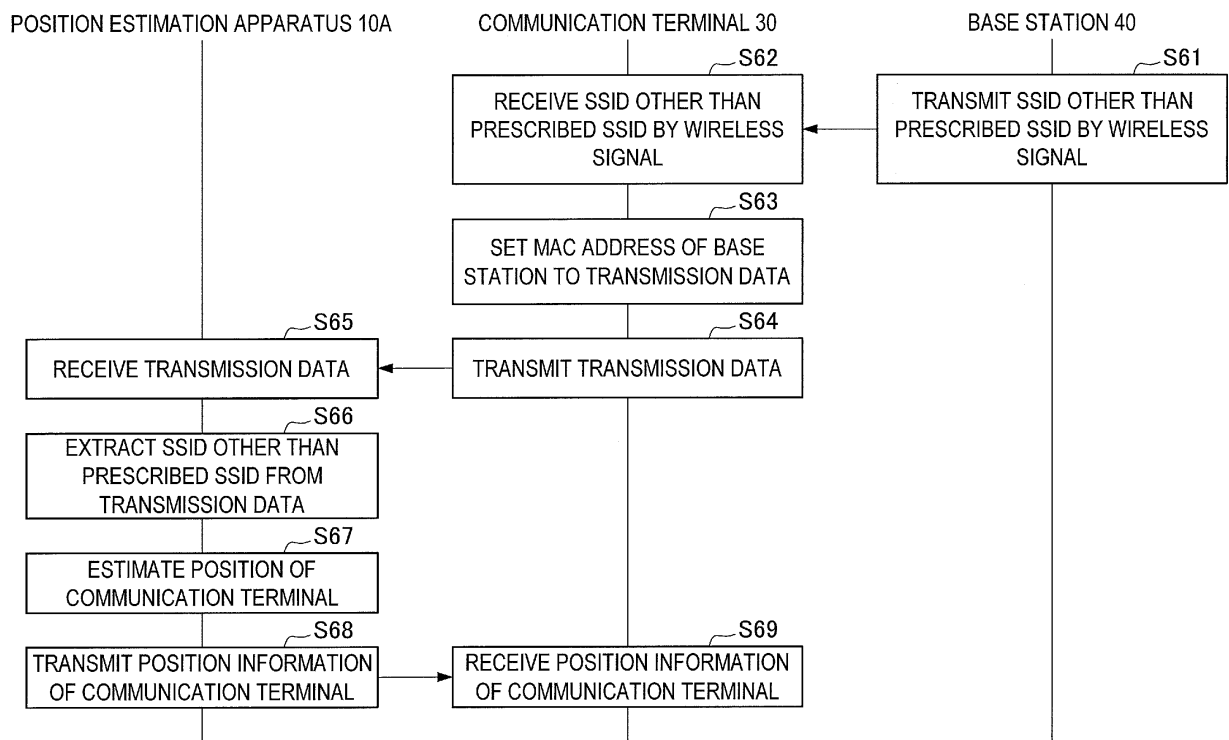 POSITION ESTIMATION APPARATUS 10A
COMMUNICATION TERMINAL 30
BASE STATION 40
S61
TRANSMIT SSID OTHER THAN
PRESCRIBED SSID BY WIRELESS
SIGNAL
S62
RECEIVE SSID OTHER THAN
PRESCRIBED SSID BY WIRELESS
SIGNAL
S63
SET MAC ADDRESS OF BASE
STATION TO TRANSMISSION DATA
S64
TRANSMIT TRANSMISSION DATA
S65
RECEIVE TRANSMISSION DATA
S66
EXTRACT SSID OTHER THAN
PRESCRIBED SSID FROM
TRANSMISSION DATA
S67
ESTIMATE POSITION OF
COMMUNICATION TERMINAL
S68
TRANSMIT POSITION INFORMATION
OF COMMUNICATION TERMINAL
S69
RECEIVE POSITION INFORMATION
OF COMMUNICATION TERMINAL